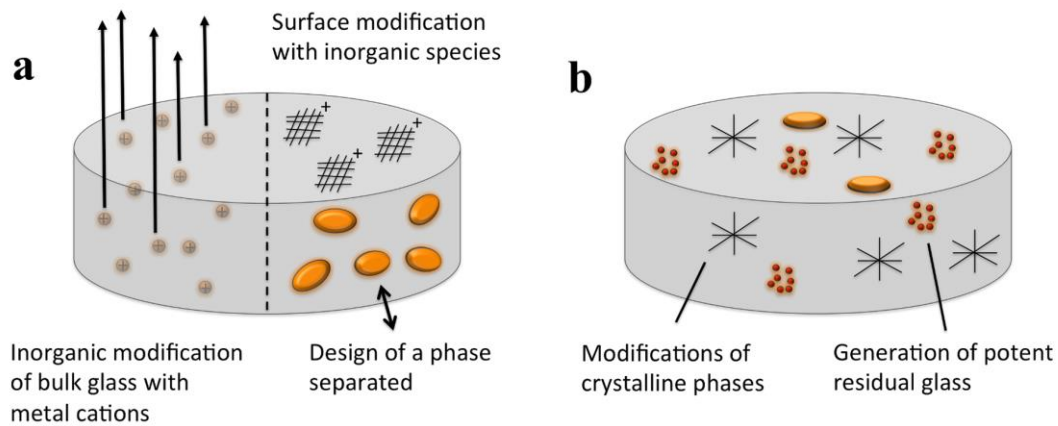 a
Surface modification
with inorganic species
Inorganic modification
of bulk glass with
metal cations
Design of a phase
separated
b
Modifications of
crystalline phases
Generation of potent
residual glass